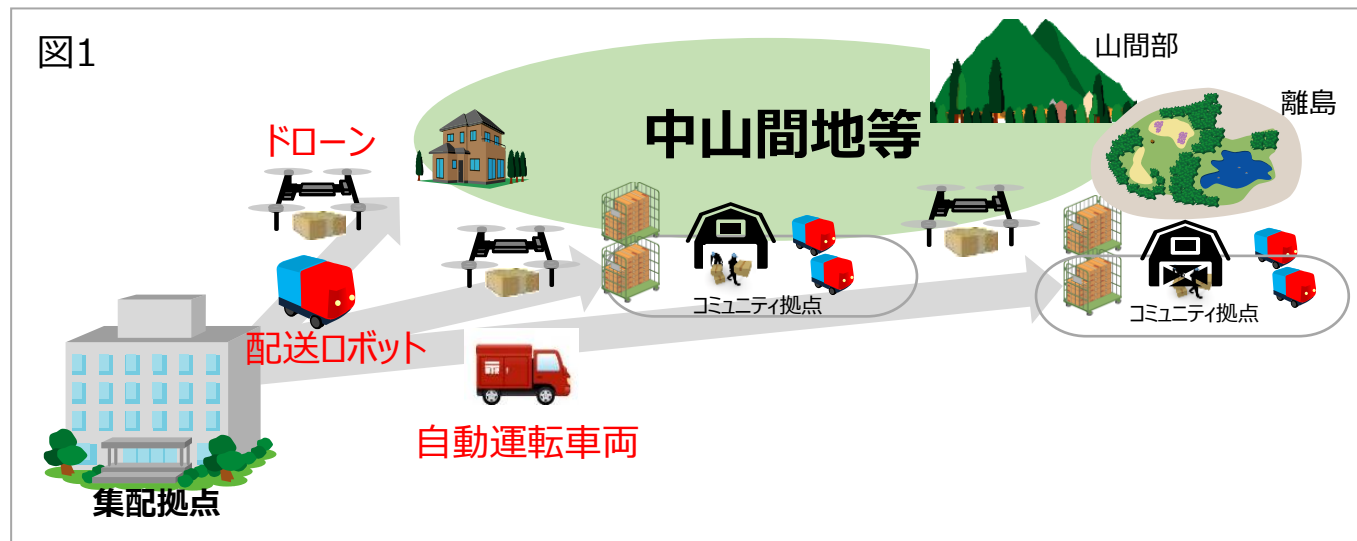 図1
山間部
離島
中山間地等
ドローン
コミュニティ拠点
コミュニティ拠点
配送ロボット
自動運転車両
集配拠点